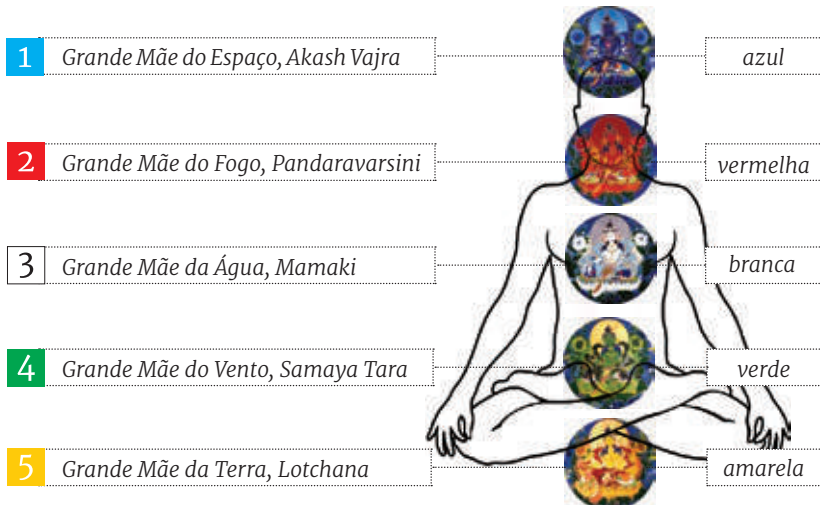 1 Grande Mãe do Espaço, Akash Vajra azul
2 Grande Mãe do Fogo, Pandaravarsini vermelha
3 Grande Mãe da Água, Mamaki branca
4 Grande Mãe do Vento, Samaya Tara verde
5 Grande Mãe da Terra, Lotchana amarela